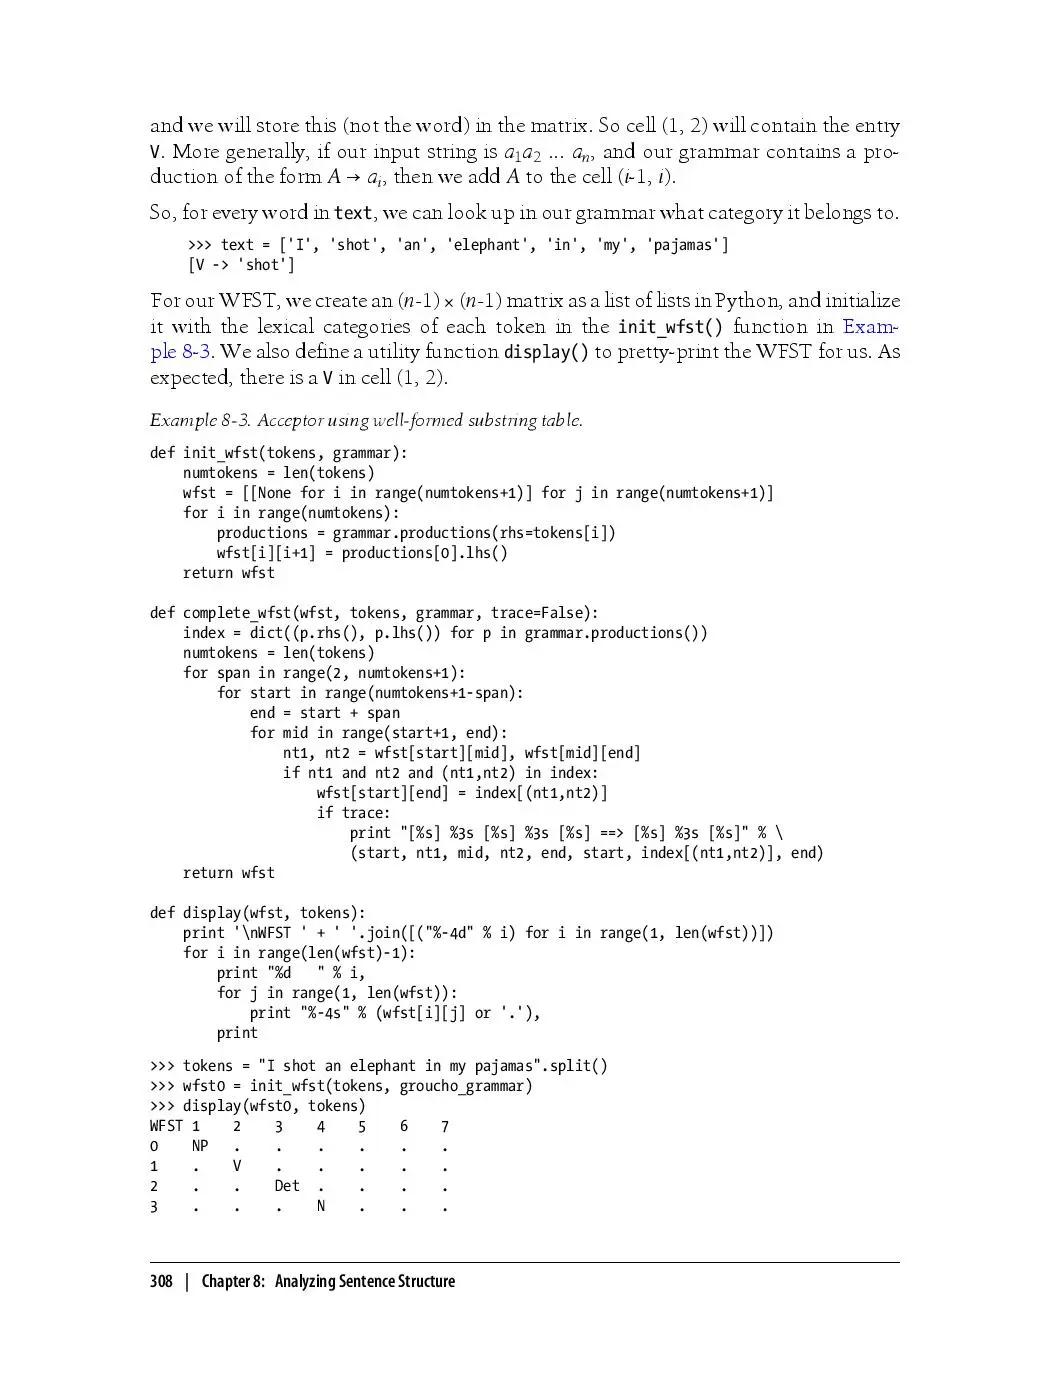 and we will store this (not the word) in the matrix. So cell (1, 2) will contain the entry
V. More generally, if our input string is a1a2 ... an, and our grammar contains a pro-
duction of the form A → ai, then we add A to the cell (i-1, i).
So, for every word in text, we can look up in our grammar what category it belongs to.
>>> text = ['I', 'shot', 'an', 'elephant', 'in', 'my', 'pajamas']
[V -> 'shot']
For our WFST, we create an (n-1) × (n-1) matrix as a list of lists in Python, and initialize
it with the lexical categories of each token in the init_wfst() function in Exam-
ple 8-3. We also define a utility function display() to pretty-print the WFST for us. As
expected, there is a V in cell (1, 2).
Example 8-3. Acceptor using well-formed substring table.
def init_wfst(tokens, grammar):
    numtokens = len(tokens)
    wfst = [[None for i in range(numtokens+1)] for j in range(numtokens+1)]
    for i in range(numtokens):
        productions = grammar.productions(rhs=tokens[i])
        wfst[i][i+1] = productions[0].lhs()
    return wfst
def complete_wfst(wfst, tokens, grammar, trace=False):
    index = dict((p.rhs(), p.lhs()) for p in grammar.productions())
    numtokens = len(tokens)
    for span in range(2, numtokens+1):
        for start in range(numtokens+1-span):
            end = start + span
            for mid in range(start+1, end):
                nt1, nt2 = wfst[start][mid], wfst[mid][end]
                if nt1 and nt2 and (nt1,nt2) in index:
                    wfst[start][end] = index[(nt1,nt2)]
                    if trace:
                        print "[%s] %3s [%s] %3s [%s] ==> [%s] %3s [%s]" % \
                        (start, nt1, mid, nt2, end, start, index[(nt1,nt2)], end)
    return wfst
def display(wfst, tokens):
    print '\nWFST ' + ' '.join([("%-4d" % i) for i in range(1, len(wfst))])
    for i in range(len(wfst)-1):
        print "%d   " % i,
        for j in range(1, len(wfst)):
            print "%-4s" % (wfst[i][j] or '.'),
        print
>>> tokens = "I shot an elephant in my pajamas".split()
>>> wfst0 = init_wfst(tokens, groucho_grammar)
>>> display(wfst0, tokens)
WFST 1    2    3    4    5    6    7
0    NP   .    .    .    .    .    .
1    .    V    .    .    .    .    .
2    .    .    Det  .    .    .    .
3    .    .    .    N    .    .    .
308 | Chapter 8: Analyzing Sentence Structure